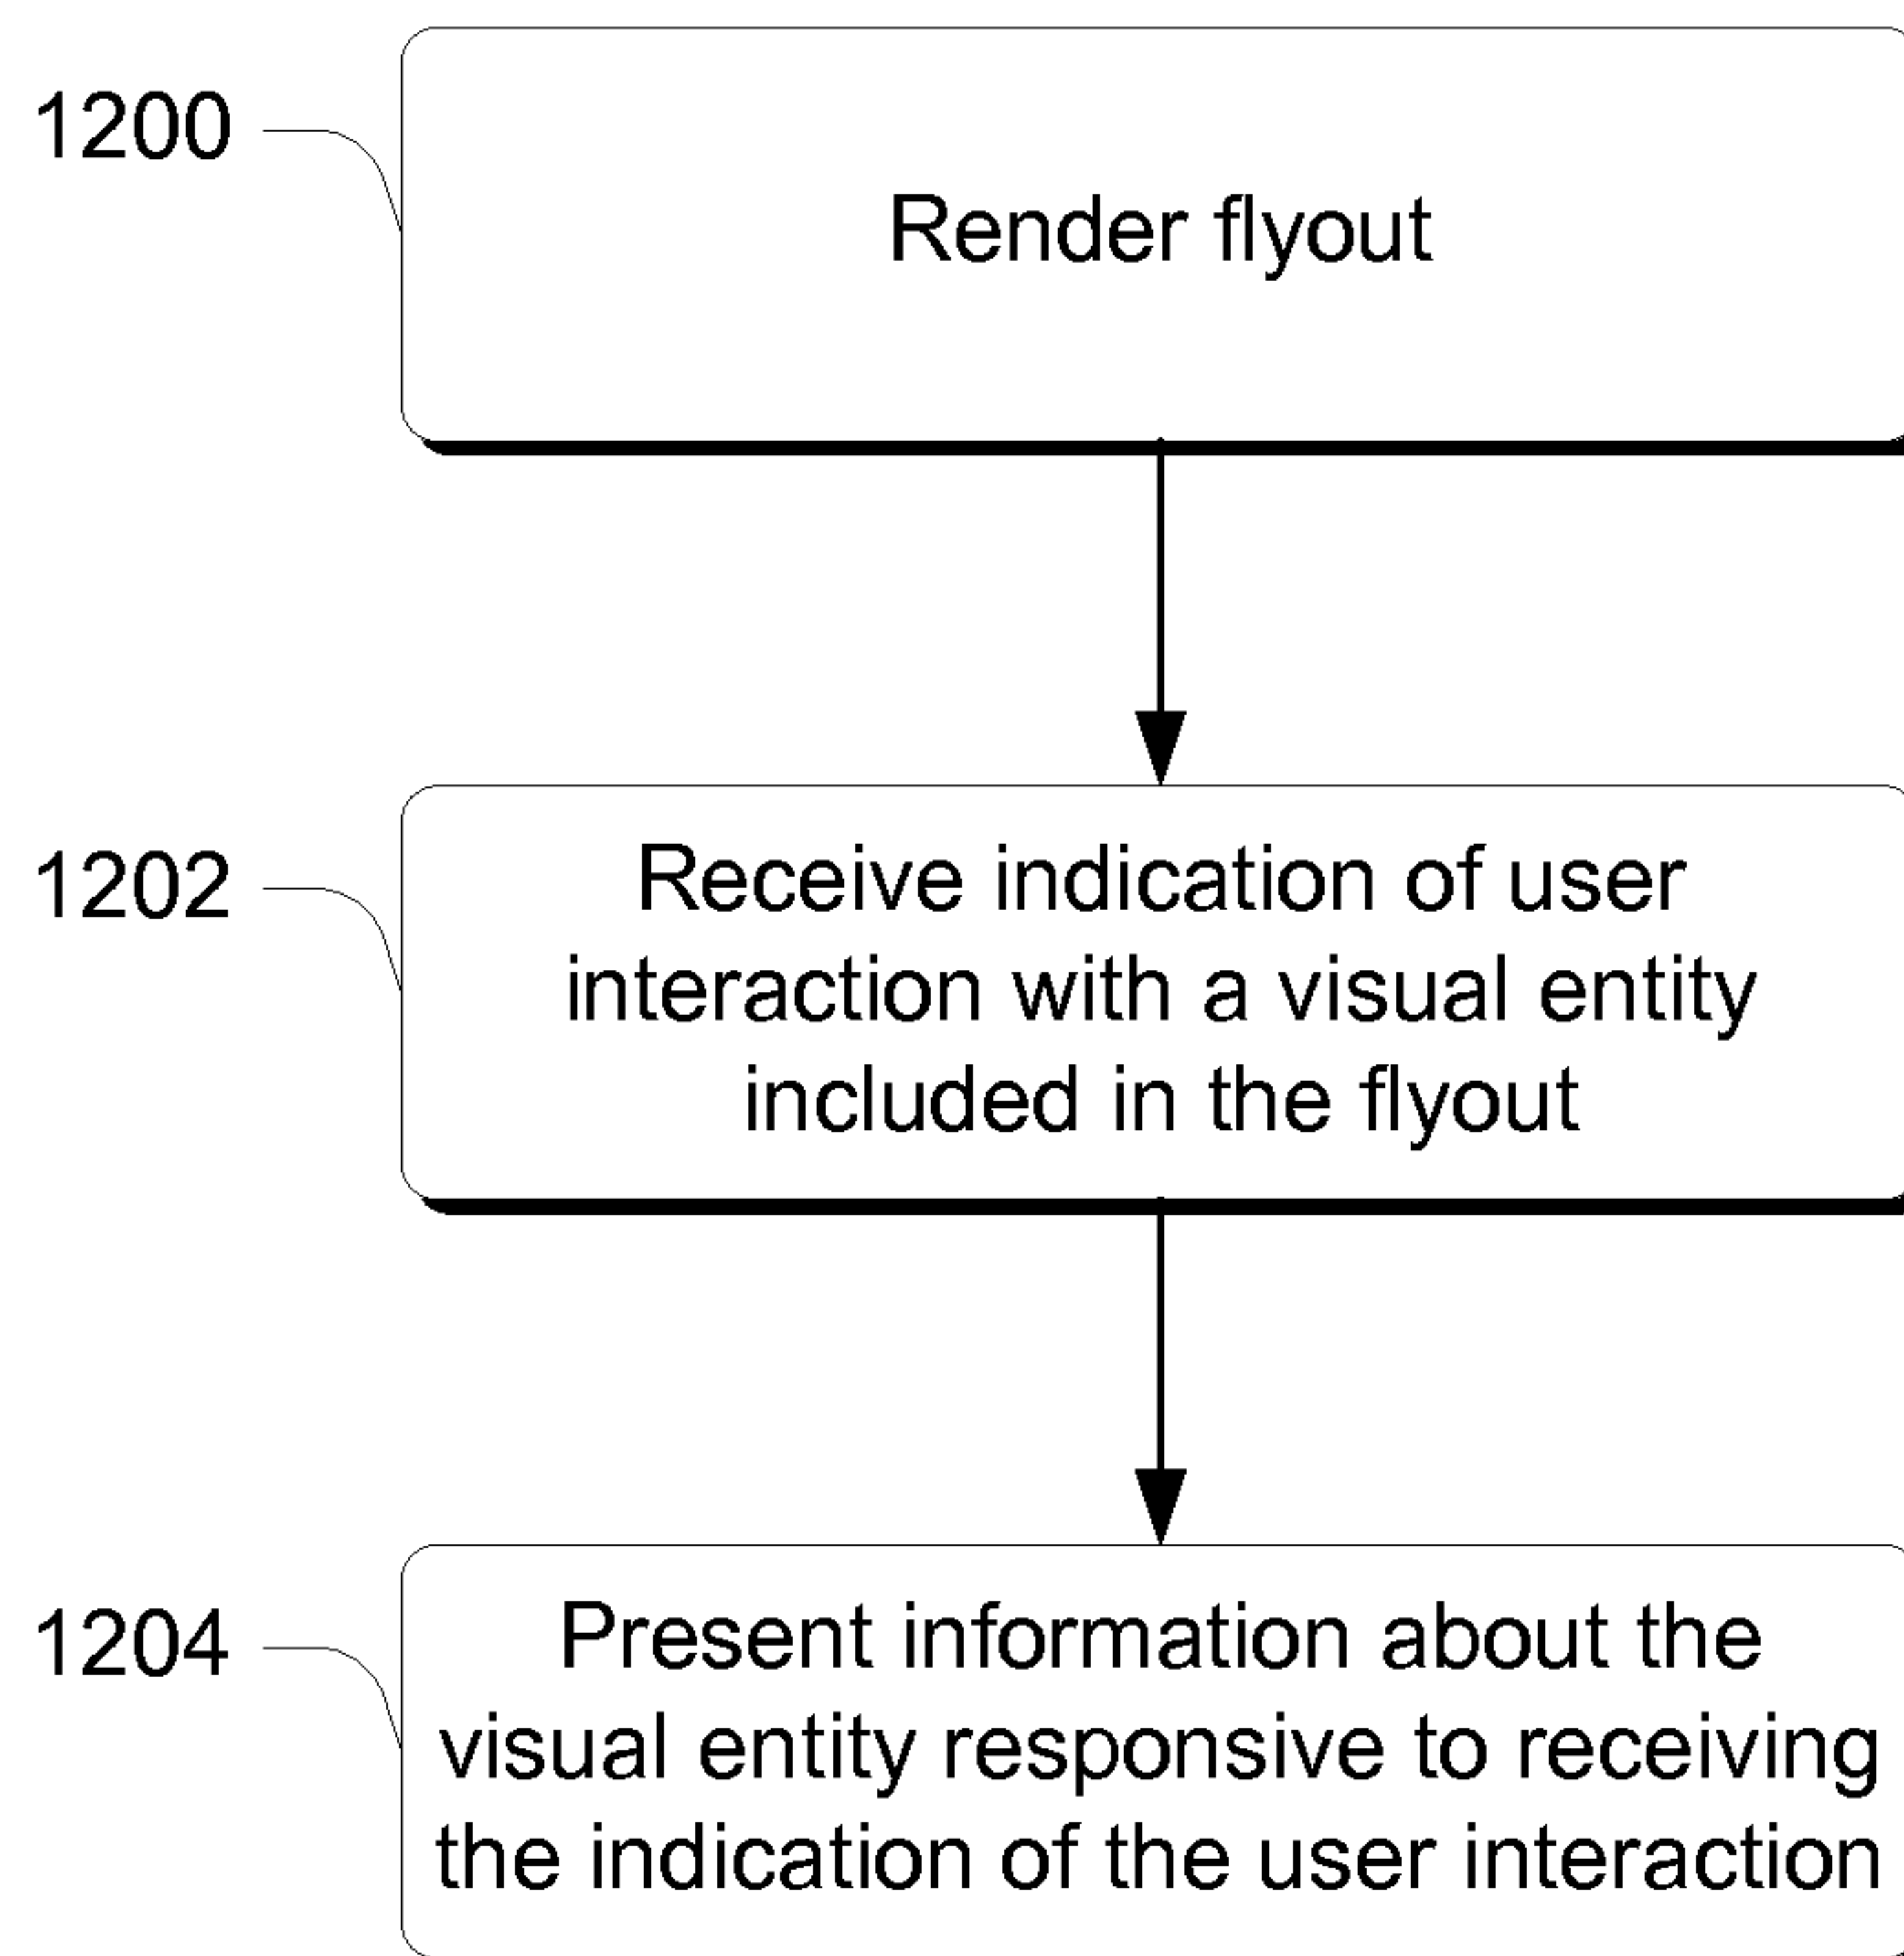 1200
Render flyout
1202
Receive indication of user
interaction with a visual entity
included in the flyout
1204
Present information about the
visual entity responsive to receiving
the indication of the user interaction